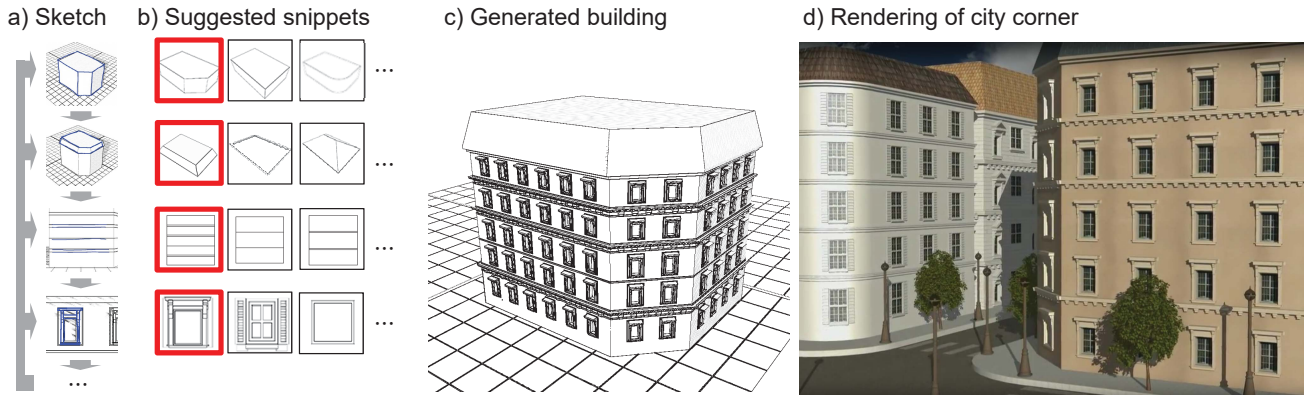 a) Sketch
b) Suggested snippets
c) Generated building
d) Rendering of city corner
...
...
...
...
...